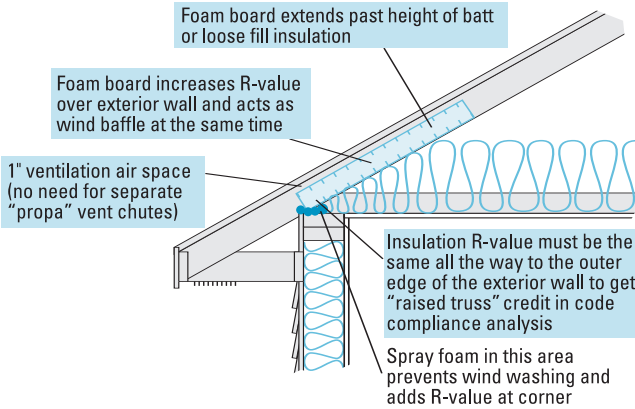 Foam board extends past height of batt
or loose fill insulation
Foam board increases R-value
over exterior wall and acts as
wind baffle at the same time
1" ventilation air space
(no need for separate
“propa” vent chutes)
Insulation R-value must be the
same all the way to the outer
edge of the exterior wall to get
“raised truss” credit in code
compliance analysis
Spray foam in this area
prevents wind washing and
adds R-value at corner